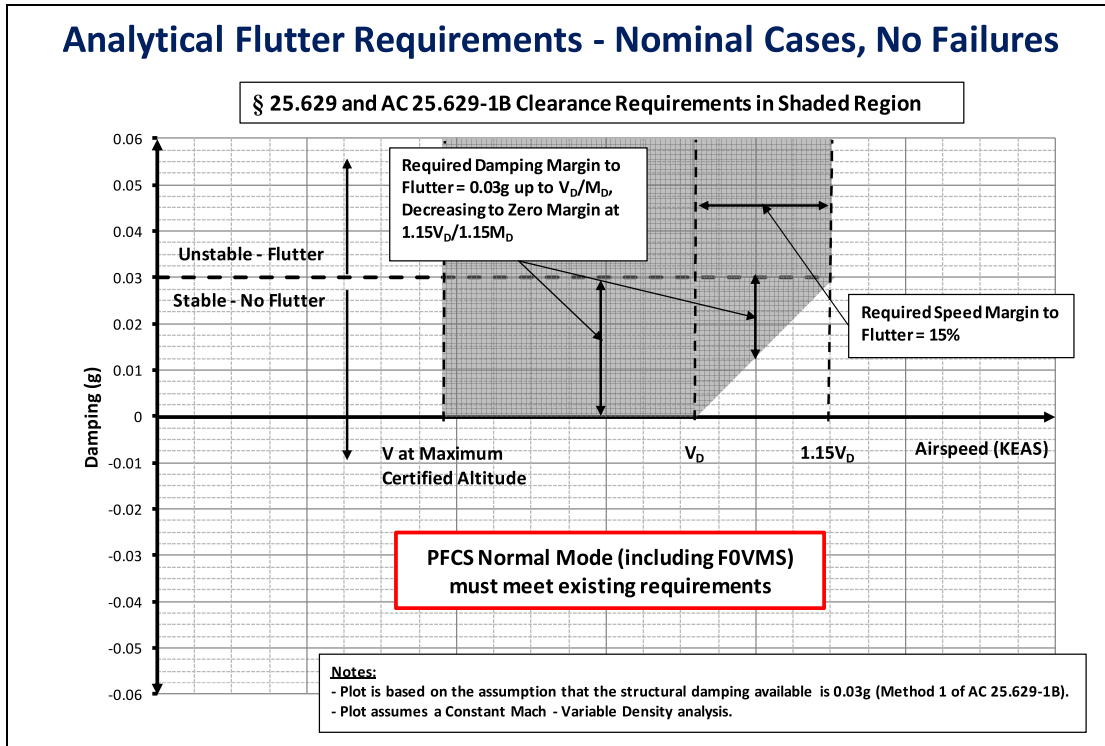 Analytical Flutter Requirements - Nominal Cases, No Failures
§ 25.629 and AC 25.629-1B Clearance Requirements in Shaded Region
0.06
0.05
0.04
0.03
0.02
0.01
0
-0.01
-0.02
-0.03
-0.04
-0.05
-0.06
Damping (g)
Required Damping Margin to
Flutter = 0.03g up to VD/MD,
Decreasing to Zero Margin at
1.15VD/1.15MD
Unstable - Flutter
Stable - No Flutter
Required Speed Margin to
Flutter = 15%
V at Maximum
Certified Altitude
VD
1.15VD
Airspeed (KEAS)
PFCS Normal Mode (including F0VMS)
must meet existing requirements
Notes:
- Plot is based on the assumption that the structural damping available is 0.03g (Method 1 of AC 25.629-1B).
- Plot assumes a Constant Mach - Variable Density analysis.